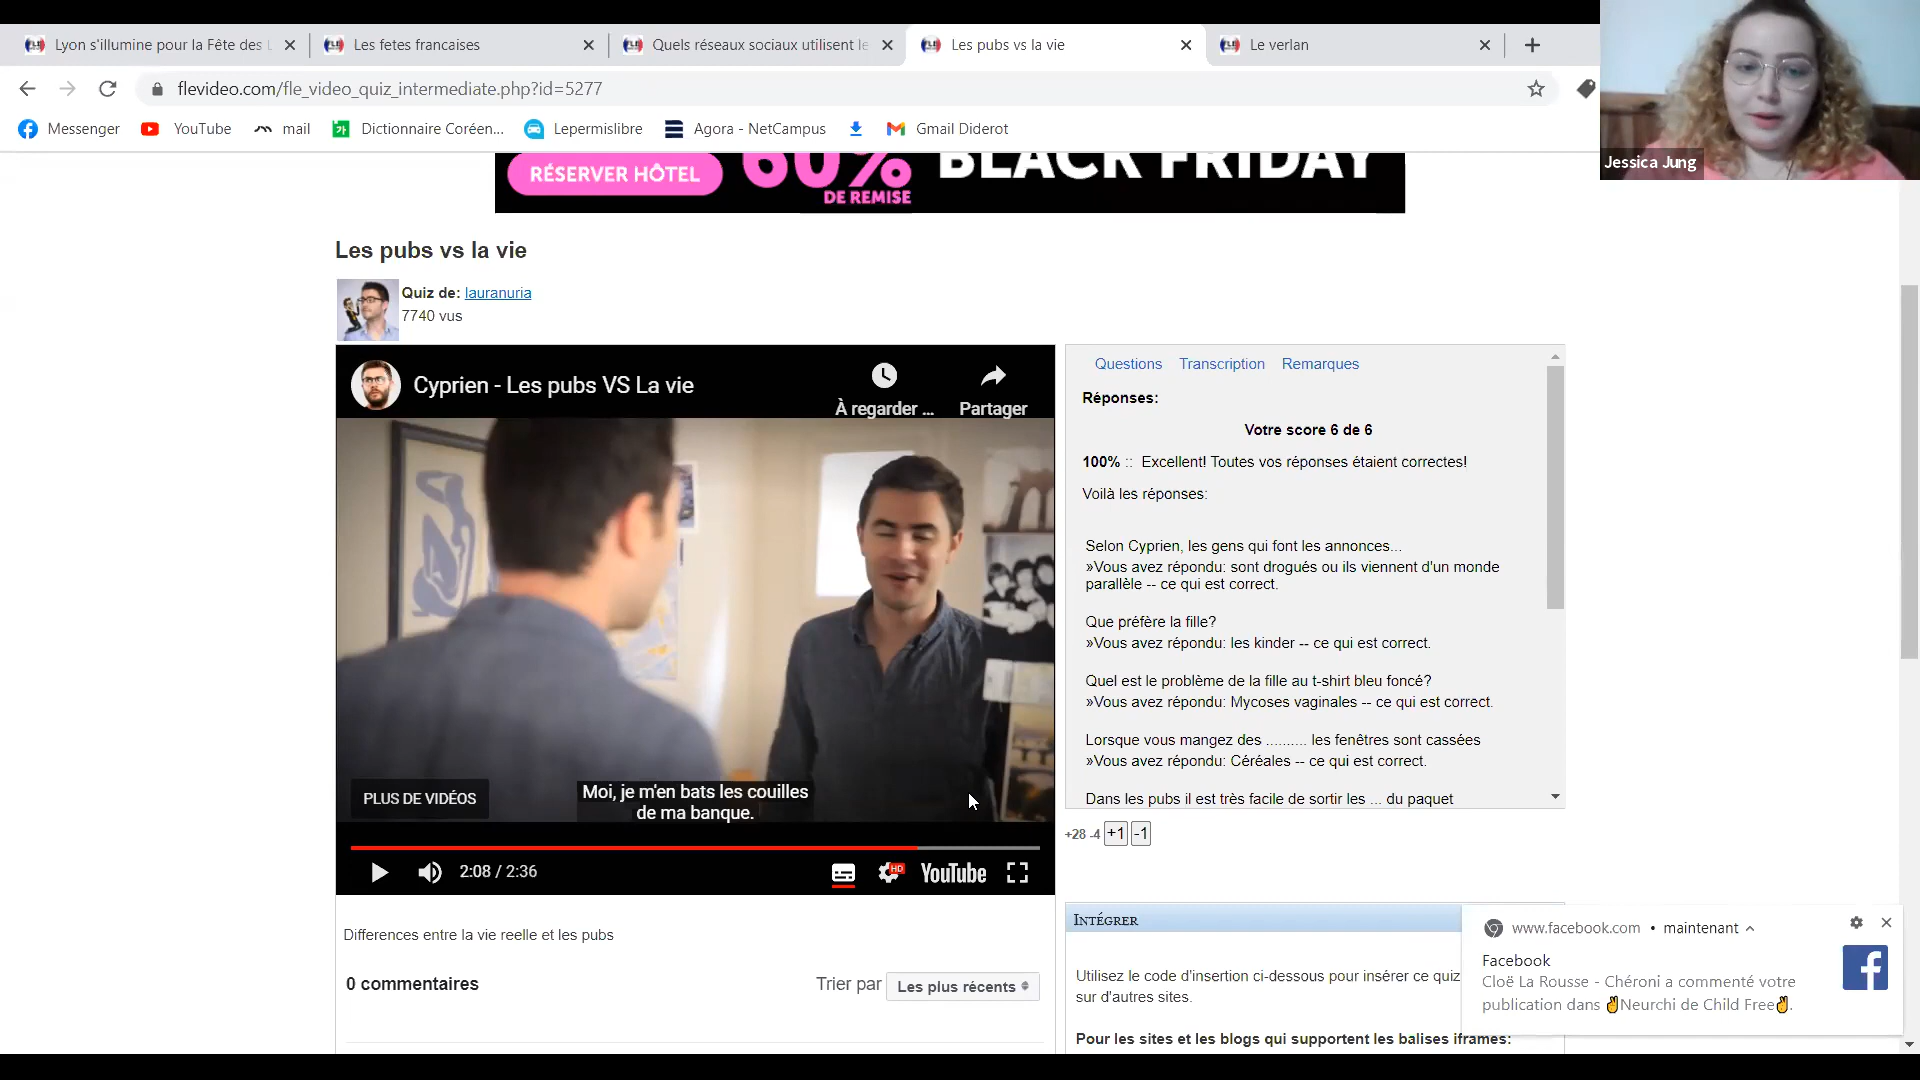 Lyon s'illumine pour la Fête des L
Les fetes francaises
Quels réseaux sociaux utilisent le
Les pubs vs la vie
Le verlan
flevideo.com/fle_video_quiz_intermediate.php?id=5277
Messenger
YouTube
mail
Dictionnaire Coréen...
Lepermislibre
Agora - NetCampus
Gmail Diderot
Jessica Jung
RÉSERVER HÔTEL
60%
DE REMISE
BLACK FRIDAY
Les pubs vs la vie
Quiz de: lauranuria
7740 vus
Cyprien - Les pubs VS La vie
À regarder ...
Partager
Moi, je m'en bats les couilles
de ma banque.
PLUS DE VIDÉOS
2:08 / 2:36
HD
YouTube
Questions Transcription Remarques
Réponses:
Votre score 6 de 6
100% :: Excellent! Toutes vos réponses étaient correctes!
Voilà les réponses:
Selon Cyprien, les gens qui font les annonces...
»Vous avez répondu: sont drogués ou ils viennent d'un monde
parallèle -- ce qui est correct.
Que préfère la fille?
»Vous avez répondu: les kinder -- ce qui est correct.
Quel est le problème de la fille au t-shirt bleu foncé?
»Vous avez répondu: Mycoses vaginales -- ce qui est correct.
Lorsque vous mangez des .......... les fenêtres sont cassées
»Vous avez répondu: Céréales -- ce qui est correct.
Dans les pubs il est très facile de sortir les ... du paquet
+28 -4 +1 -1
Differences entre la vie reelle et les pubs
0 commentaires
Trier par Les plus récents
Intégrer
Utilisez le code d'insertion ci-dessous pour insérer ce quiz
sur d'autres sites.
Pour les sites et les blogs qui supportent les balises iframes:
www.facebook.com • maintenant
Facebook
Cloë La Rousse - Chéroni a commenté votre
publication dans ✌Neurchi de Child Free✌.